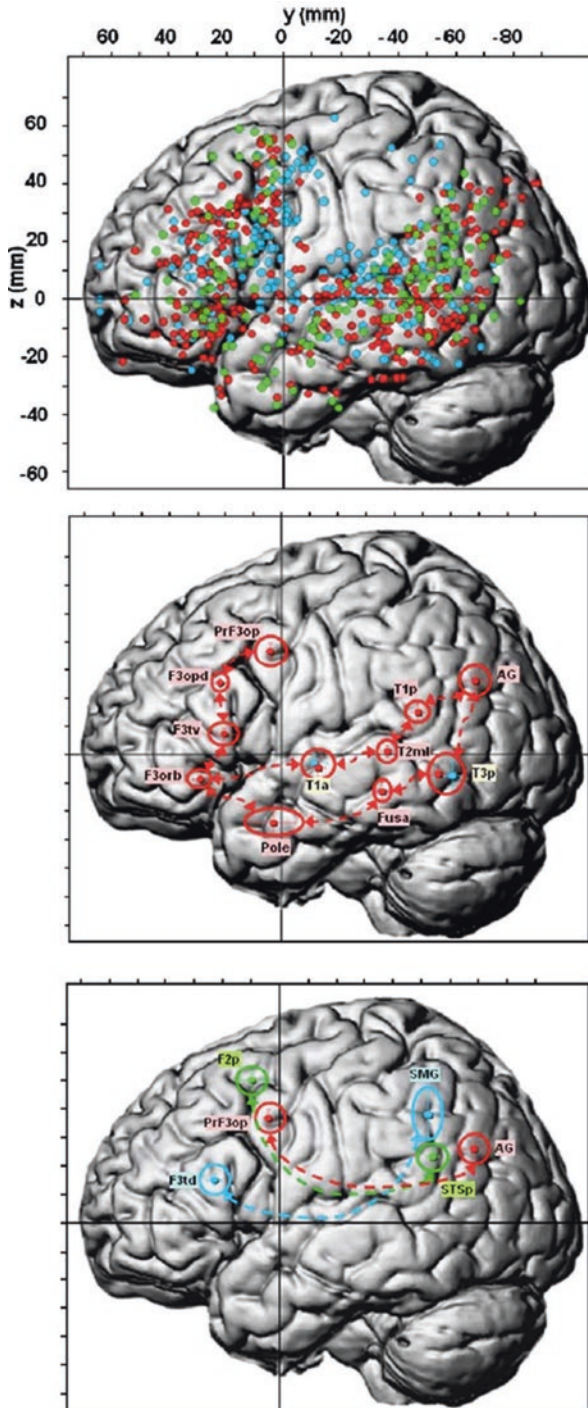 y (mm)
60 40 20 0 -20 -40 -60 -80
z (mm)
60
40
20
0
-20
-40
-60
PrF3op
F3opd
AG
T1p
F3tv
T2ml
F3orb
T1a
T3p
Fusa
Pole
F2p
SMG
PrF3op
AG
F3td
STSp